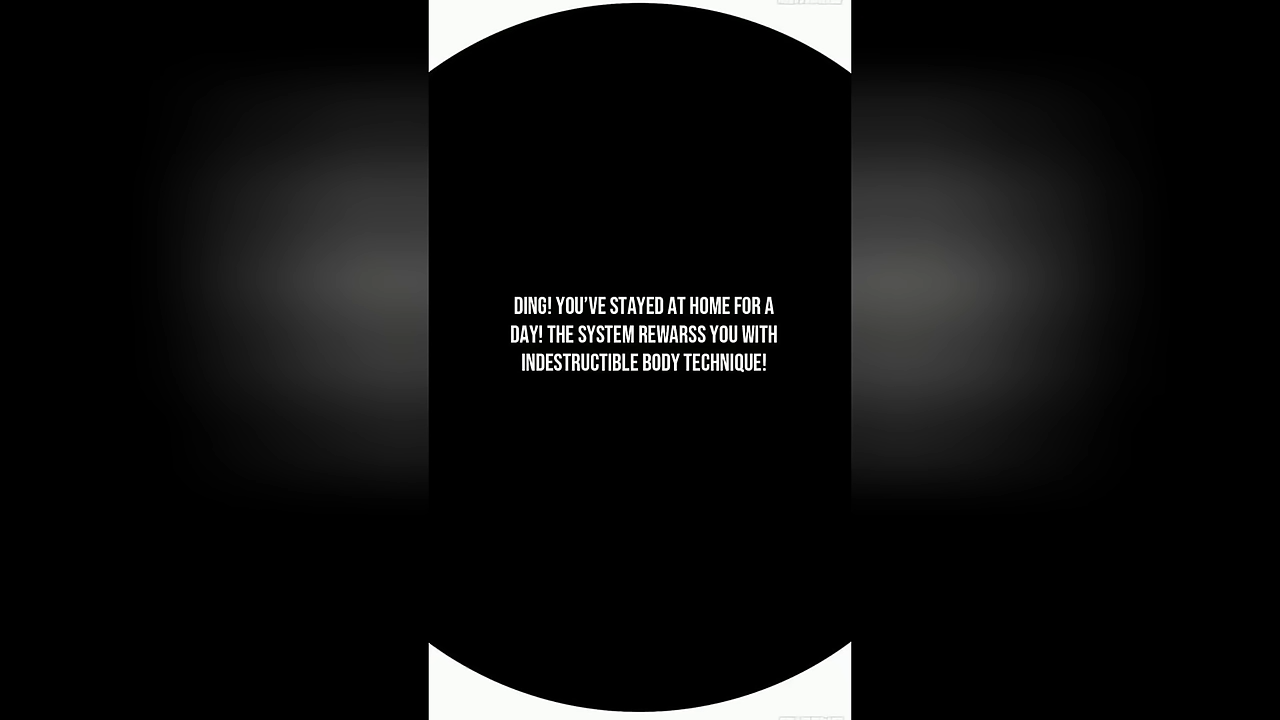 DING! YOU'VE STAYED AT HOME FOR A
DAY! THE SYSTEM REWARSS YOU WITH
INDESTRUCTIBLE BODY TECHNIQUE!